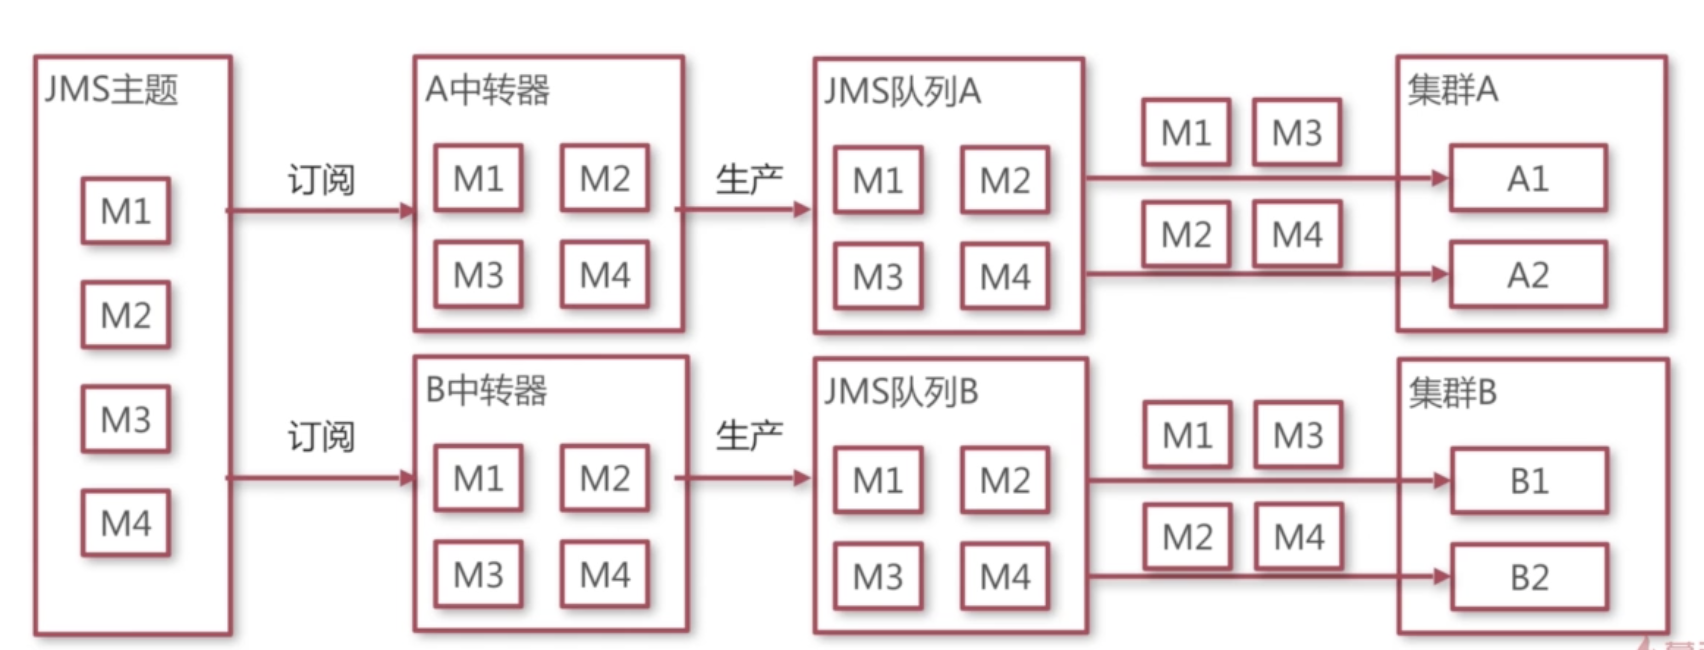 JMS主题
M1
M2
M3
M4
订阅
订阅
A中转器
M1 M2
M3 M4
B中转器
M1 M2
M3 M4
生产
生产
JMS队列A
M1 M2
M3 M4
JMS队列B
M1 M2
M3 M4
M1 M3
M2 M4
M1 M3
M2 M4
集群A
A1
A2
集群B
B1
B2